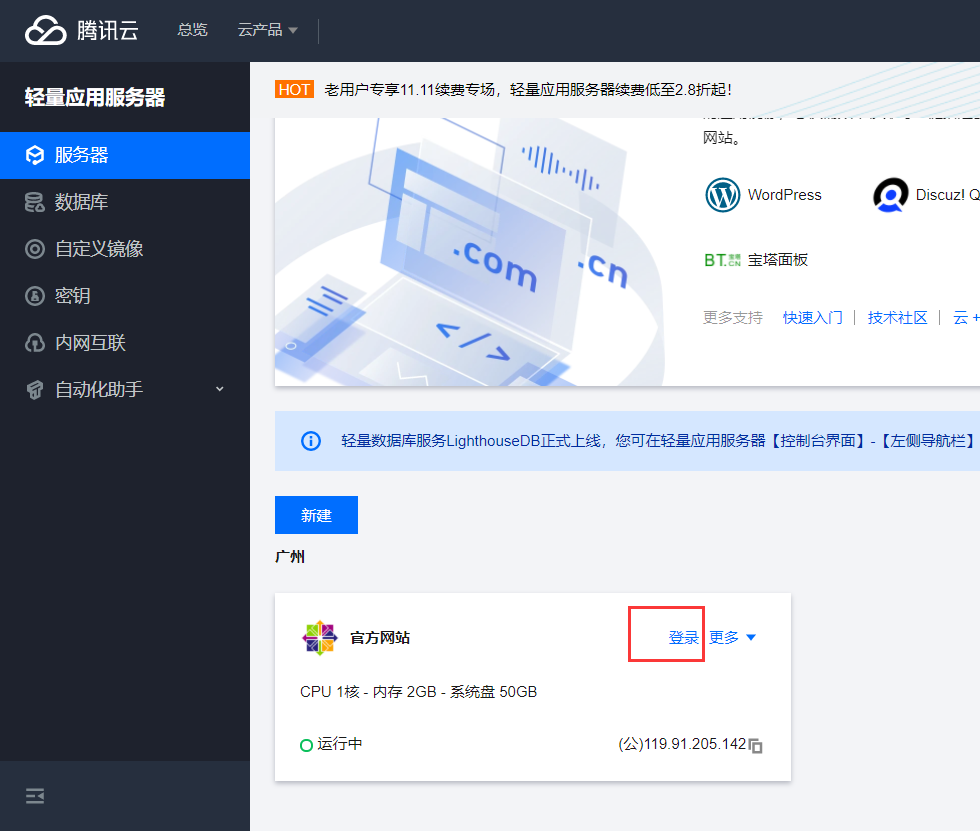 腾讯云 总览 云产品
轻量应用服务器
HOT 老用户专享11.11续费专场，轻量应用服务器续费低至2.8折起！
服务器
数据库
自定义镜像
密钥
内网互联
自动化助手
网站。
.com
.cn
</>
WordPress Discuz! Q
BT.CN 宝塔面板
更多支持 快速入门 | 技术社区 | 云 +
轻量数据库服务LighthouseDB正式上线，您可在轻量应用服务器【控制台界面】-【左侧导航栏】
新建
广州
官方网站 登录 更多
CPU 1核 - 内存 2GB - 系统盘 50GB
运行中 (公)119.91.205.142